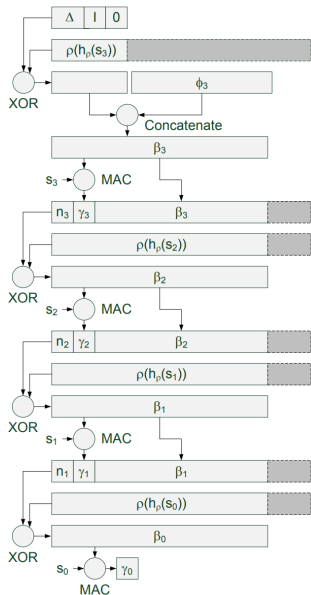 Δ I 0
ρ(hρ(s₃))
XOR
ϕ₃
Concatenate
β₃
s₃ MAC
n₃ γ₃ β₃
ρ(hρ(s₂))
XOR
β₂
s₂ MAC
n₂ γ₂ β₂
ρ(hρ(s₁))
XOR
β₁
s₁ MAC
n₁ γ₁ β₁
ρ(hρ(s₀))
XOR
β₀
s₀ γ₀
MAC